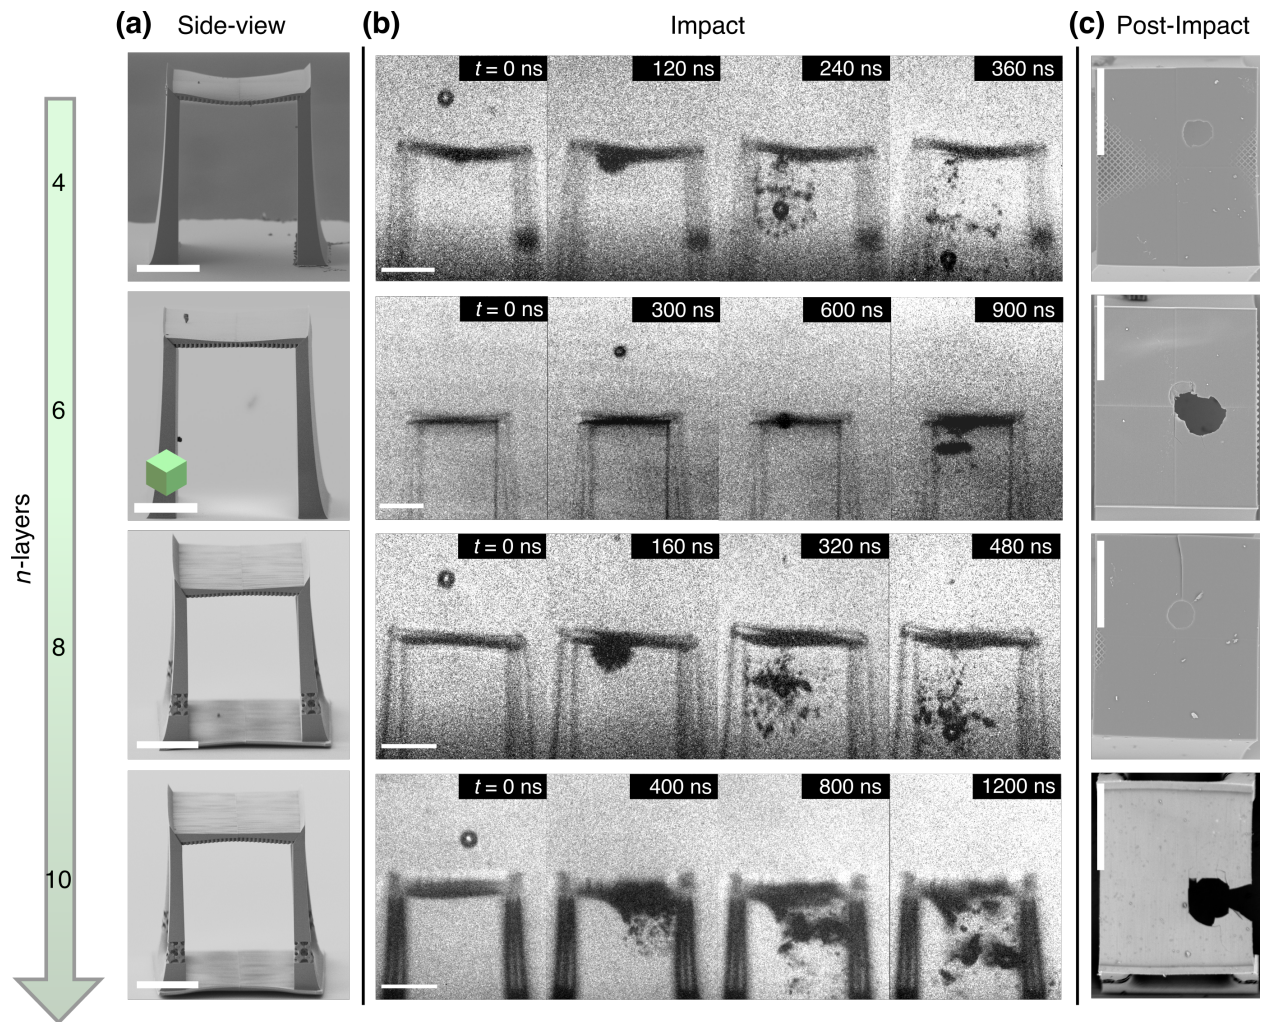 (a) Side-view
(b) Impact
(c) Post-Impact
n-layers
4
t = 0 ns
120 ns
240 ns
360 ns
6
t = 0 ns
300 ns
600 ns
900 ns
8
t = 0 ns
160 ns
320 ns
480 ns
10
t = 0 ns
400 ns
800 ns
1200 ns